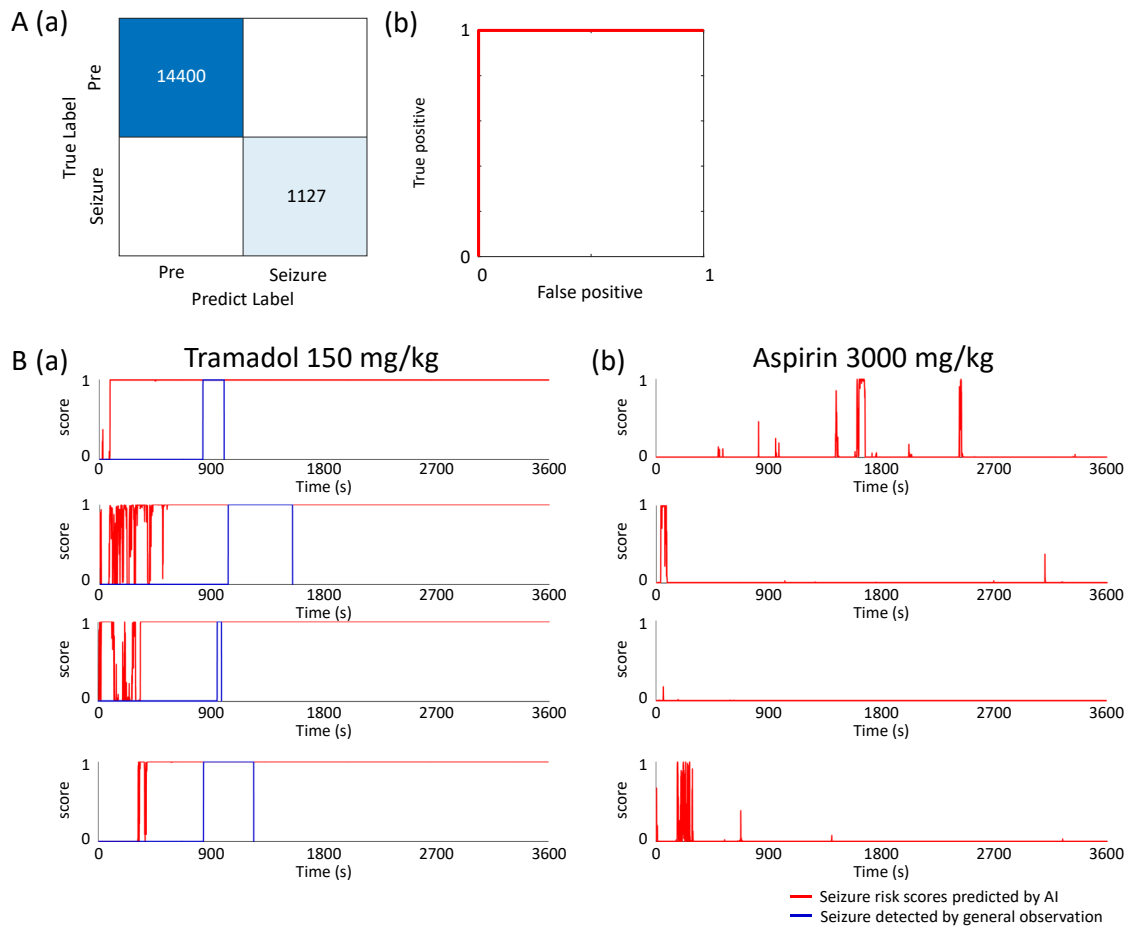 A (a)
(b)
True Label
Pre
Seizure
14400
1127
Pre
Seizure
Predict Label
True positive
1
0
0
1
False positive
B (a)
Tramadol 150 mg/kg
score
1
0
0
900
1800
2700
3600
Time (s)
score
1
0
0
900
1800
2700
3600
Time (s)
score
1
0
0
900
1800
2700
3600
Time (s)
score
1
0
0
900
1800
2700
3600
Time (s)
(b)
Aspirin 3000 mg/kg
score
1
0
0
900
1800
2700
3600
Time (s)
score
1
0
0
900
1800
2700
3600
Time (s)
score
1
0
0
900
1800
2700
3600
Time (s)
score
1
0
0
900
1800
2700
3600
Time (s)
Seizure risk scores predicted by AI
Seizure detected by general observation